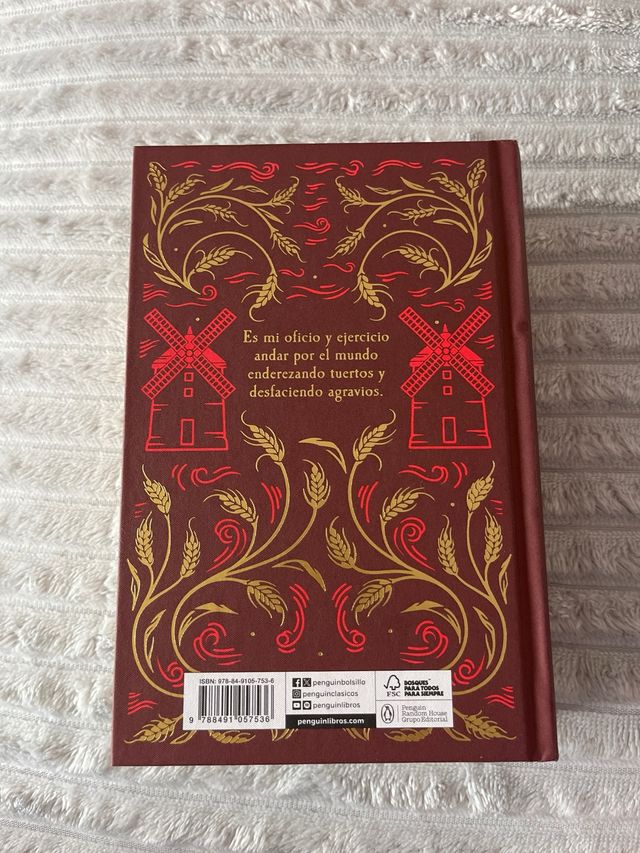 Es mi oficio y ejercicio
andar por el mundo
enderezando tuertos y
desfaciendo agravios.
ISBN: 978-84-9105-753-6
9 788491 057536
penguinbolsillo
penguinclasicos
penguinlibros
penguinlibros.com
FSC
BOSQUES
PARA TODOS
PARA SIEMPRE
Penguin
Random House
Grupo Editorial